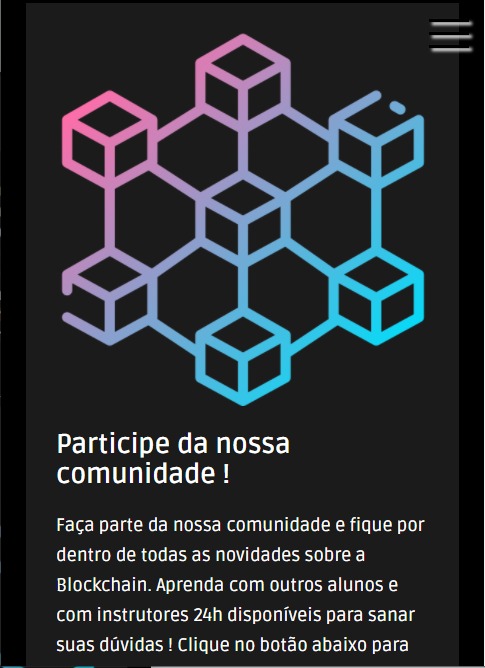 Participe da nossa
comunidade !
Faça parte da nossa comunidade e fique por
dentro de todas as novidades sobre a
Blockchain. Aprenda com outros alunos e
com instrutores 24h disponíveis para sanar
suas dúvidas ! Clique no botão abaixo para